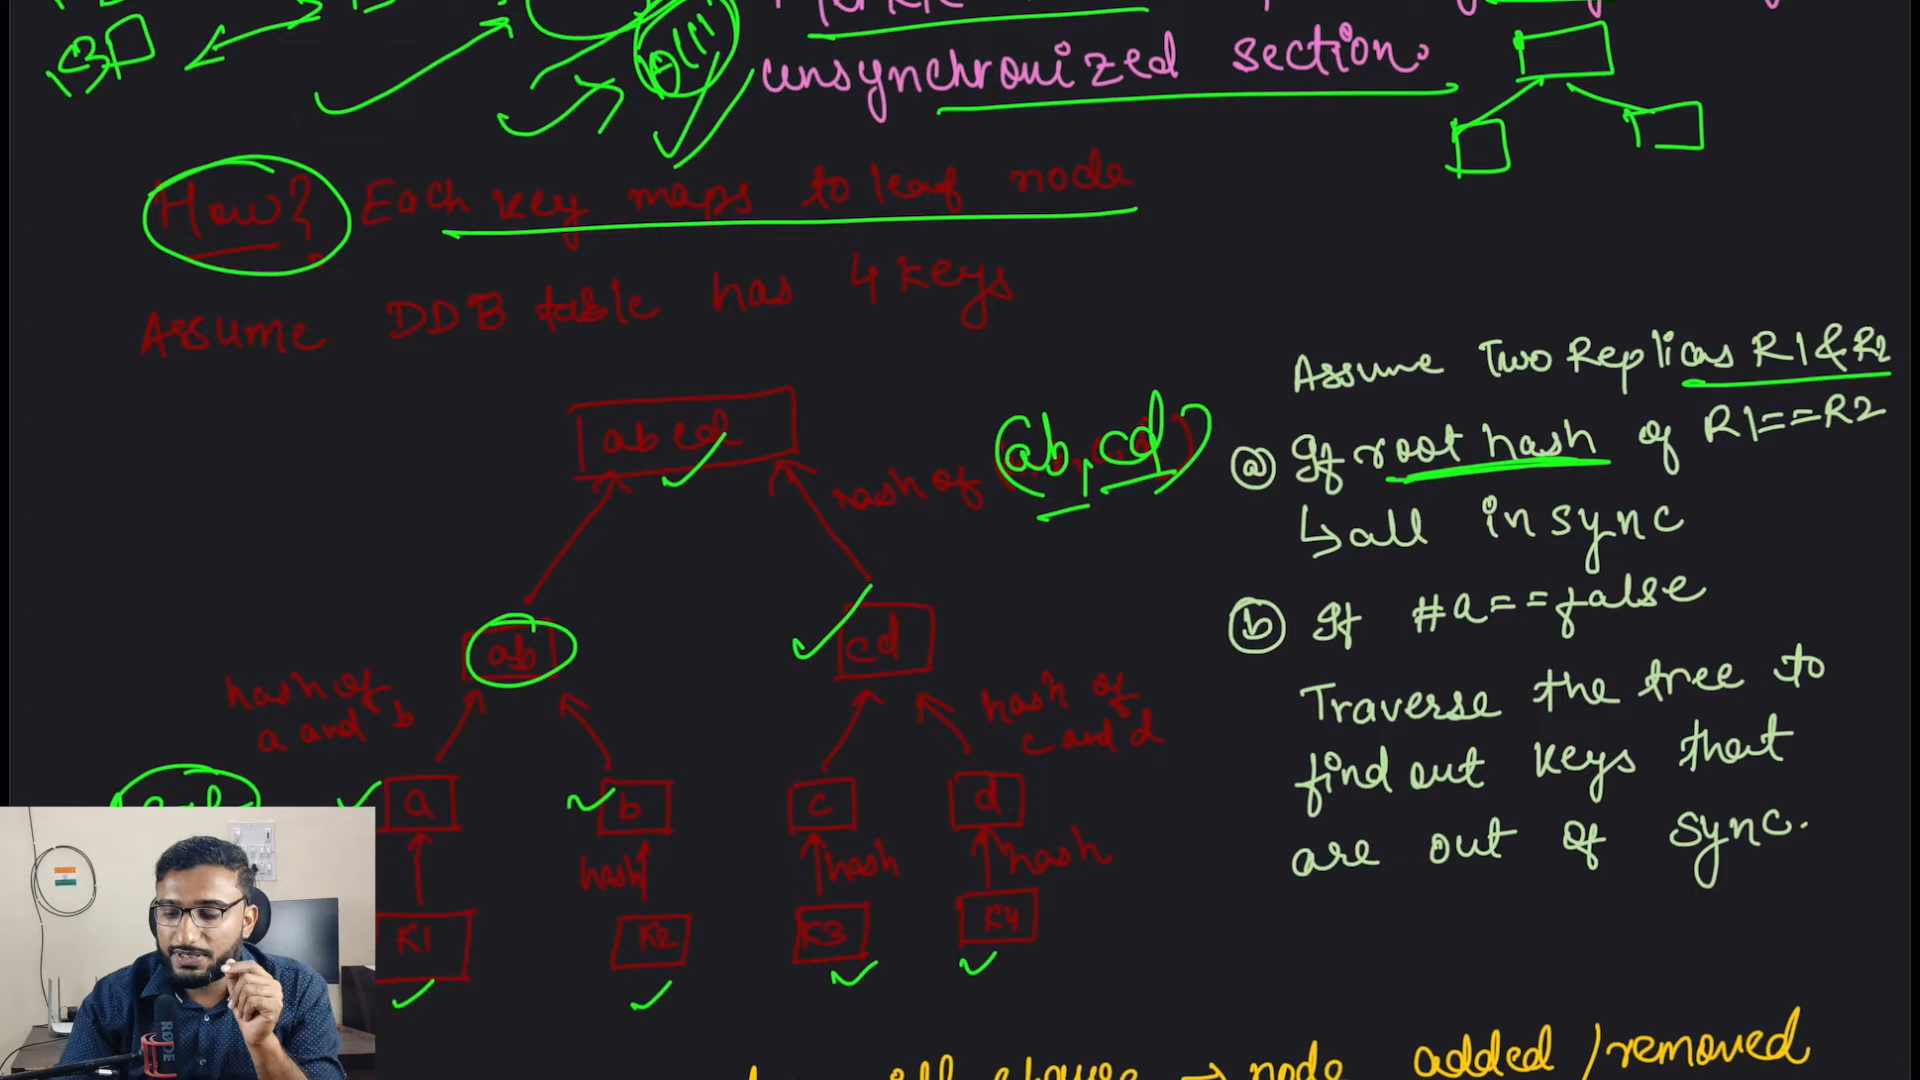 unsynchronized section.
How? Each key maps to leaf node
Assume DDB table has 4 keys
abcd
hash of (ab, cd)
ab
cd
hash of
a and b
hash of
c and d
a
b
c
d
hash
hash
hash
K1
K2
K3
K4
Assume Two Replicas R1 & R2
(a) If root hash of R1==R2
↳ all in sync
(b) If #a==false
Traverse the tree to
find out keys that
are out of sync.
→ node added / removed
RODE